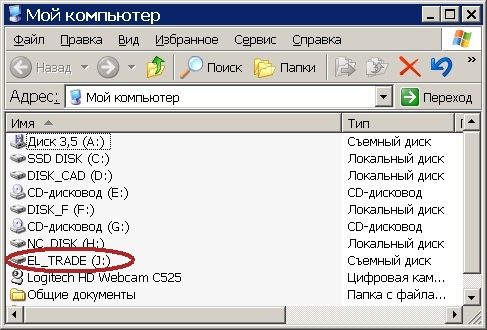 Мой компьютер
Файл Правка Вид Избранное Сервис Справка
Назад Поиск Папки
Адрес: Мой компьютер Переход
Имя Тип
Диск 3,5 (A:) Съемный диск
SSD DISK (C:) Локальный диск
DISK_CAD (D:) Локальный диск
CD-дисковод (E:) CD-дисковод
DISK_F (F:) Локальный диск
CD-дисковод (G:) CD-дисковод
NC_DISK (H:) Локальный диск
EL_TRADE (J:) Съемный диск
Logitech HD Webcam C525 Цифровая кам...
Общие документы Папка с файла...